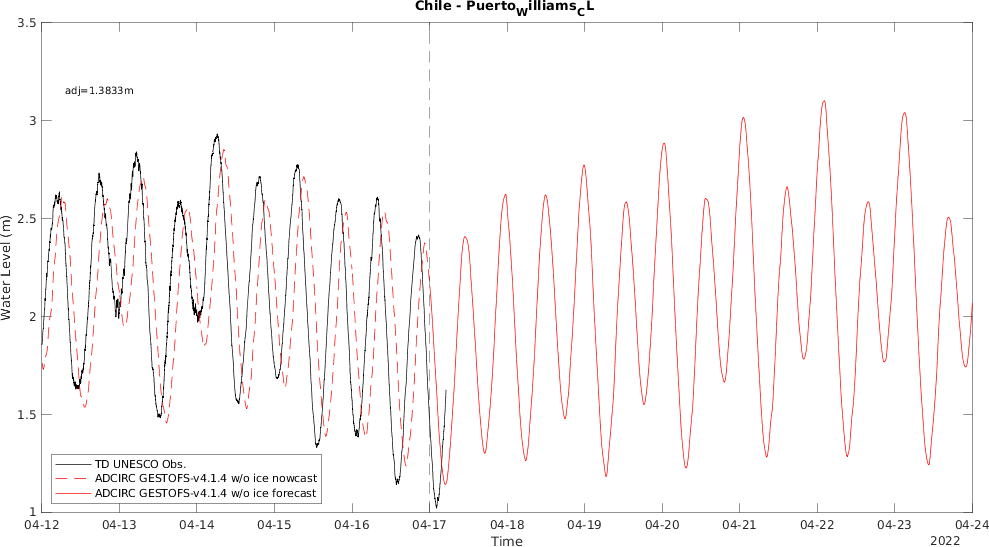 Chile - PuertoWilliamsCL
3.5
adj=1.3833m
3
2.5
Water Level (m)
2
1.5
TD UNESCO Obs.
ADCIRC GESTOFS-v4.1.4 w/o ice nowcast
ADCIRC GESTOFS-v4.1.4 w/o ice forecast
1
04-12 04-13 04-14 04-15 04-16 04-17 04-18 04-19 04-20 04-21 04-22 04-23 04-24
Time
2022